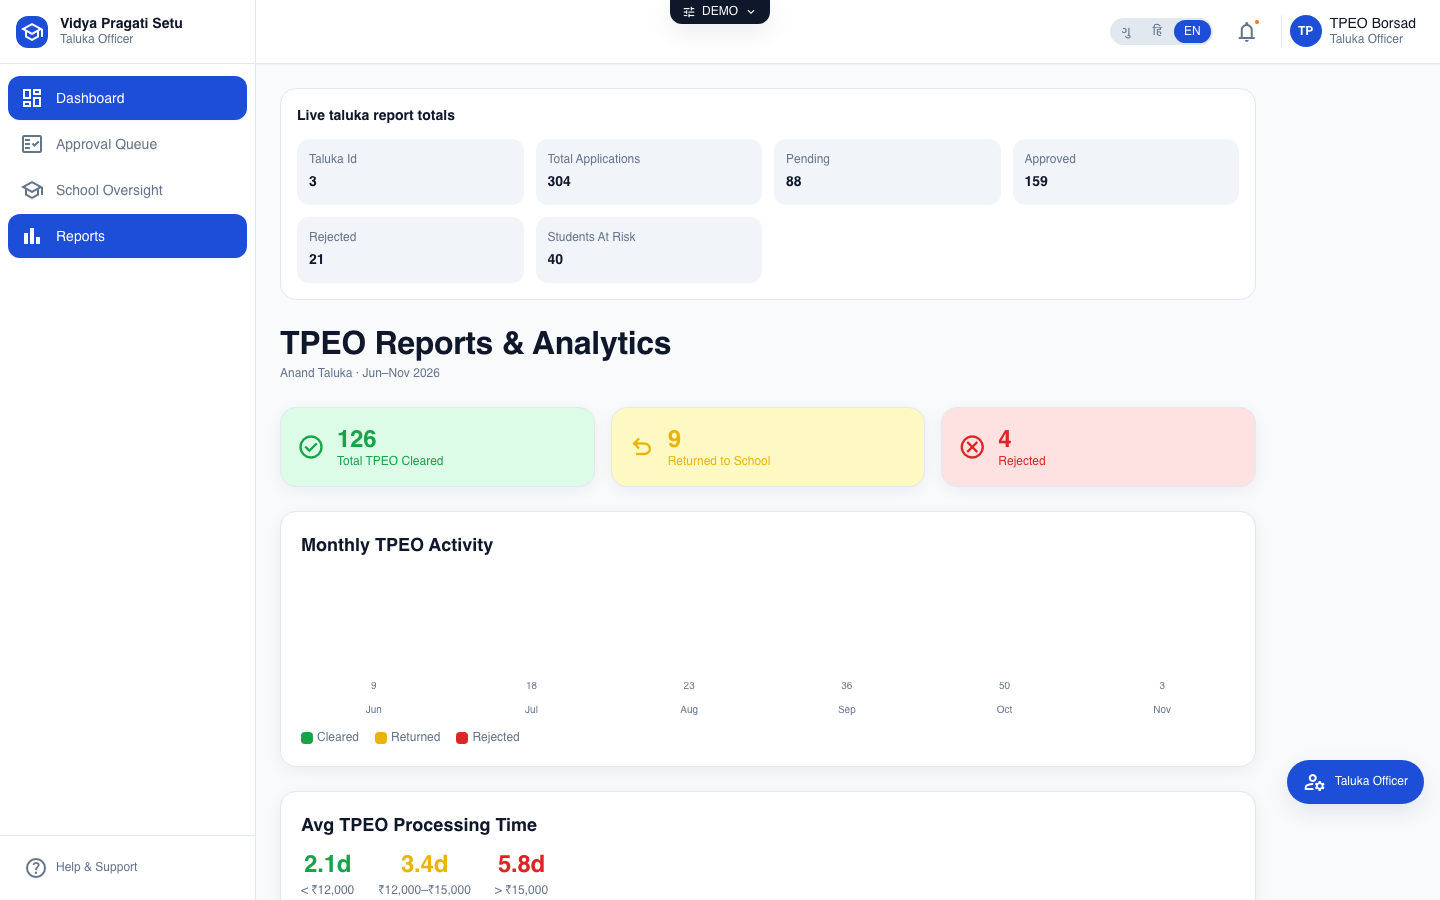 Vidya Pragati Setu
Taluka Officer
DEMO
ગુ
हि
EN
TP
TPEO Borsad
Taluka Officer
Dashboard
Approval Queue
School Oversight
Reports
Help & Support
Live taluka report totals
Taluka Id
3
Total Applications
304
Pending
88
Approved
159
Rejected
21
Students At Risk
40
TPEO Reports & Analytics
Anand Taluka · Jun–Nov 2026
126
Total TPEO Cleared
9
Returned to School
4
Rejected
Monthly TPEO Activity
9 18 23 36 50 3
Jun Jul Aug Sep Oct Nov
Cleared Returned Rejected
Taluka Officer
Avg TPEO Processing Time
2.1d 3.4d 5.8d
< ₹12,000 ₹12,000–₹15,000 > ₹15,000